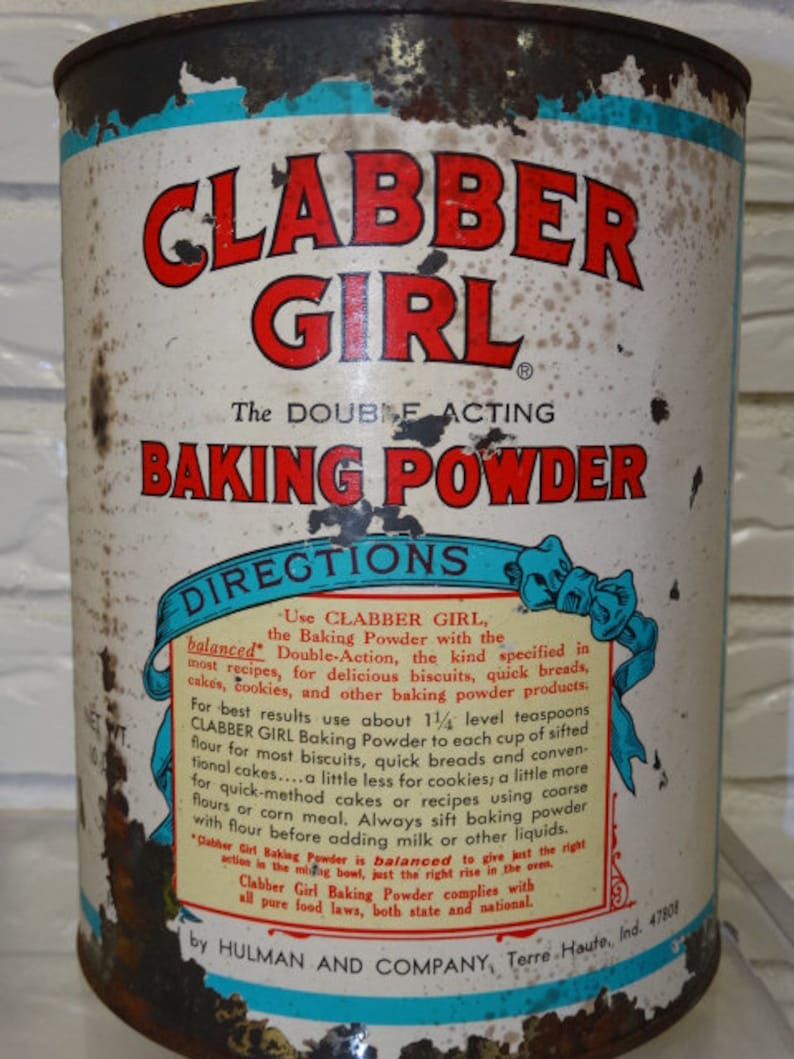 CLABBER
GIRL®
The DOUBLE ACTING
BAKING POWDER
DIRECTIONS
Use CLABBER GIRL,
the Baking Powder with the
balanced* Double-Action, the kind specified in
most recipes, for delicious biscuits, quick breads,
cakes, cookies, and other baking powder products.
For best results use about 1¼ level teaspoons
CLABBER GIRL Baking Powder to each cup of sifted
flour for most biscuits, quick breads and conven-
tional cakes....a little less for cookies; a little more
for quick-method cakes or recipes using coarse
flours or corn meal. Always sift baking powder
with flour before adding milk or other liquids.
*Clabber Girl Baking Powder is balanced to give just the right
action in the mixing bowl, just the right rise in the oven.
Clabber Girl Baking Powder complies with
all pure food laws, both state and national.
NET WT.
10
by HULMAN AND COMPANY, Terre Haute, Ind. 47808